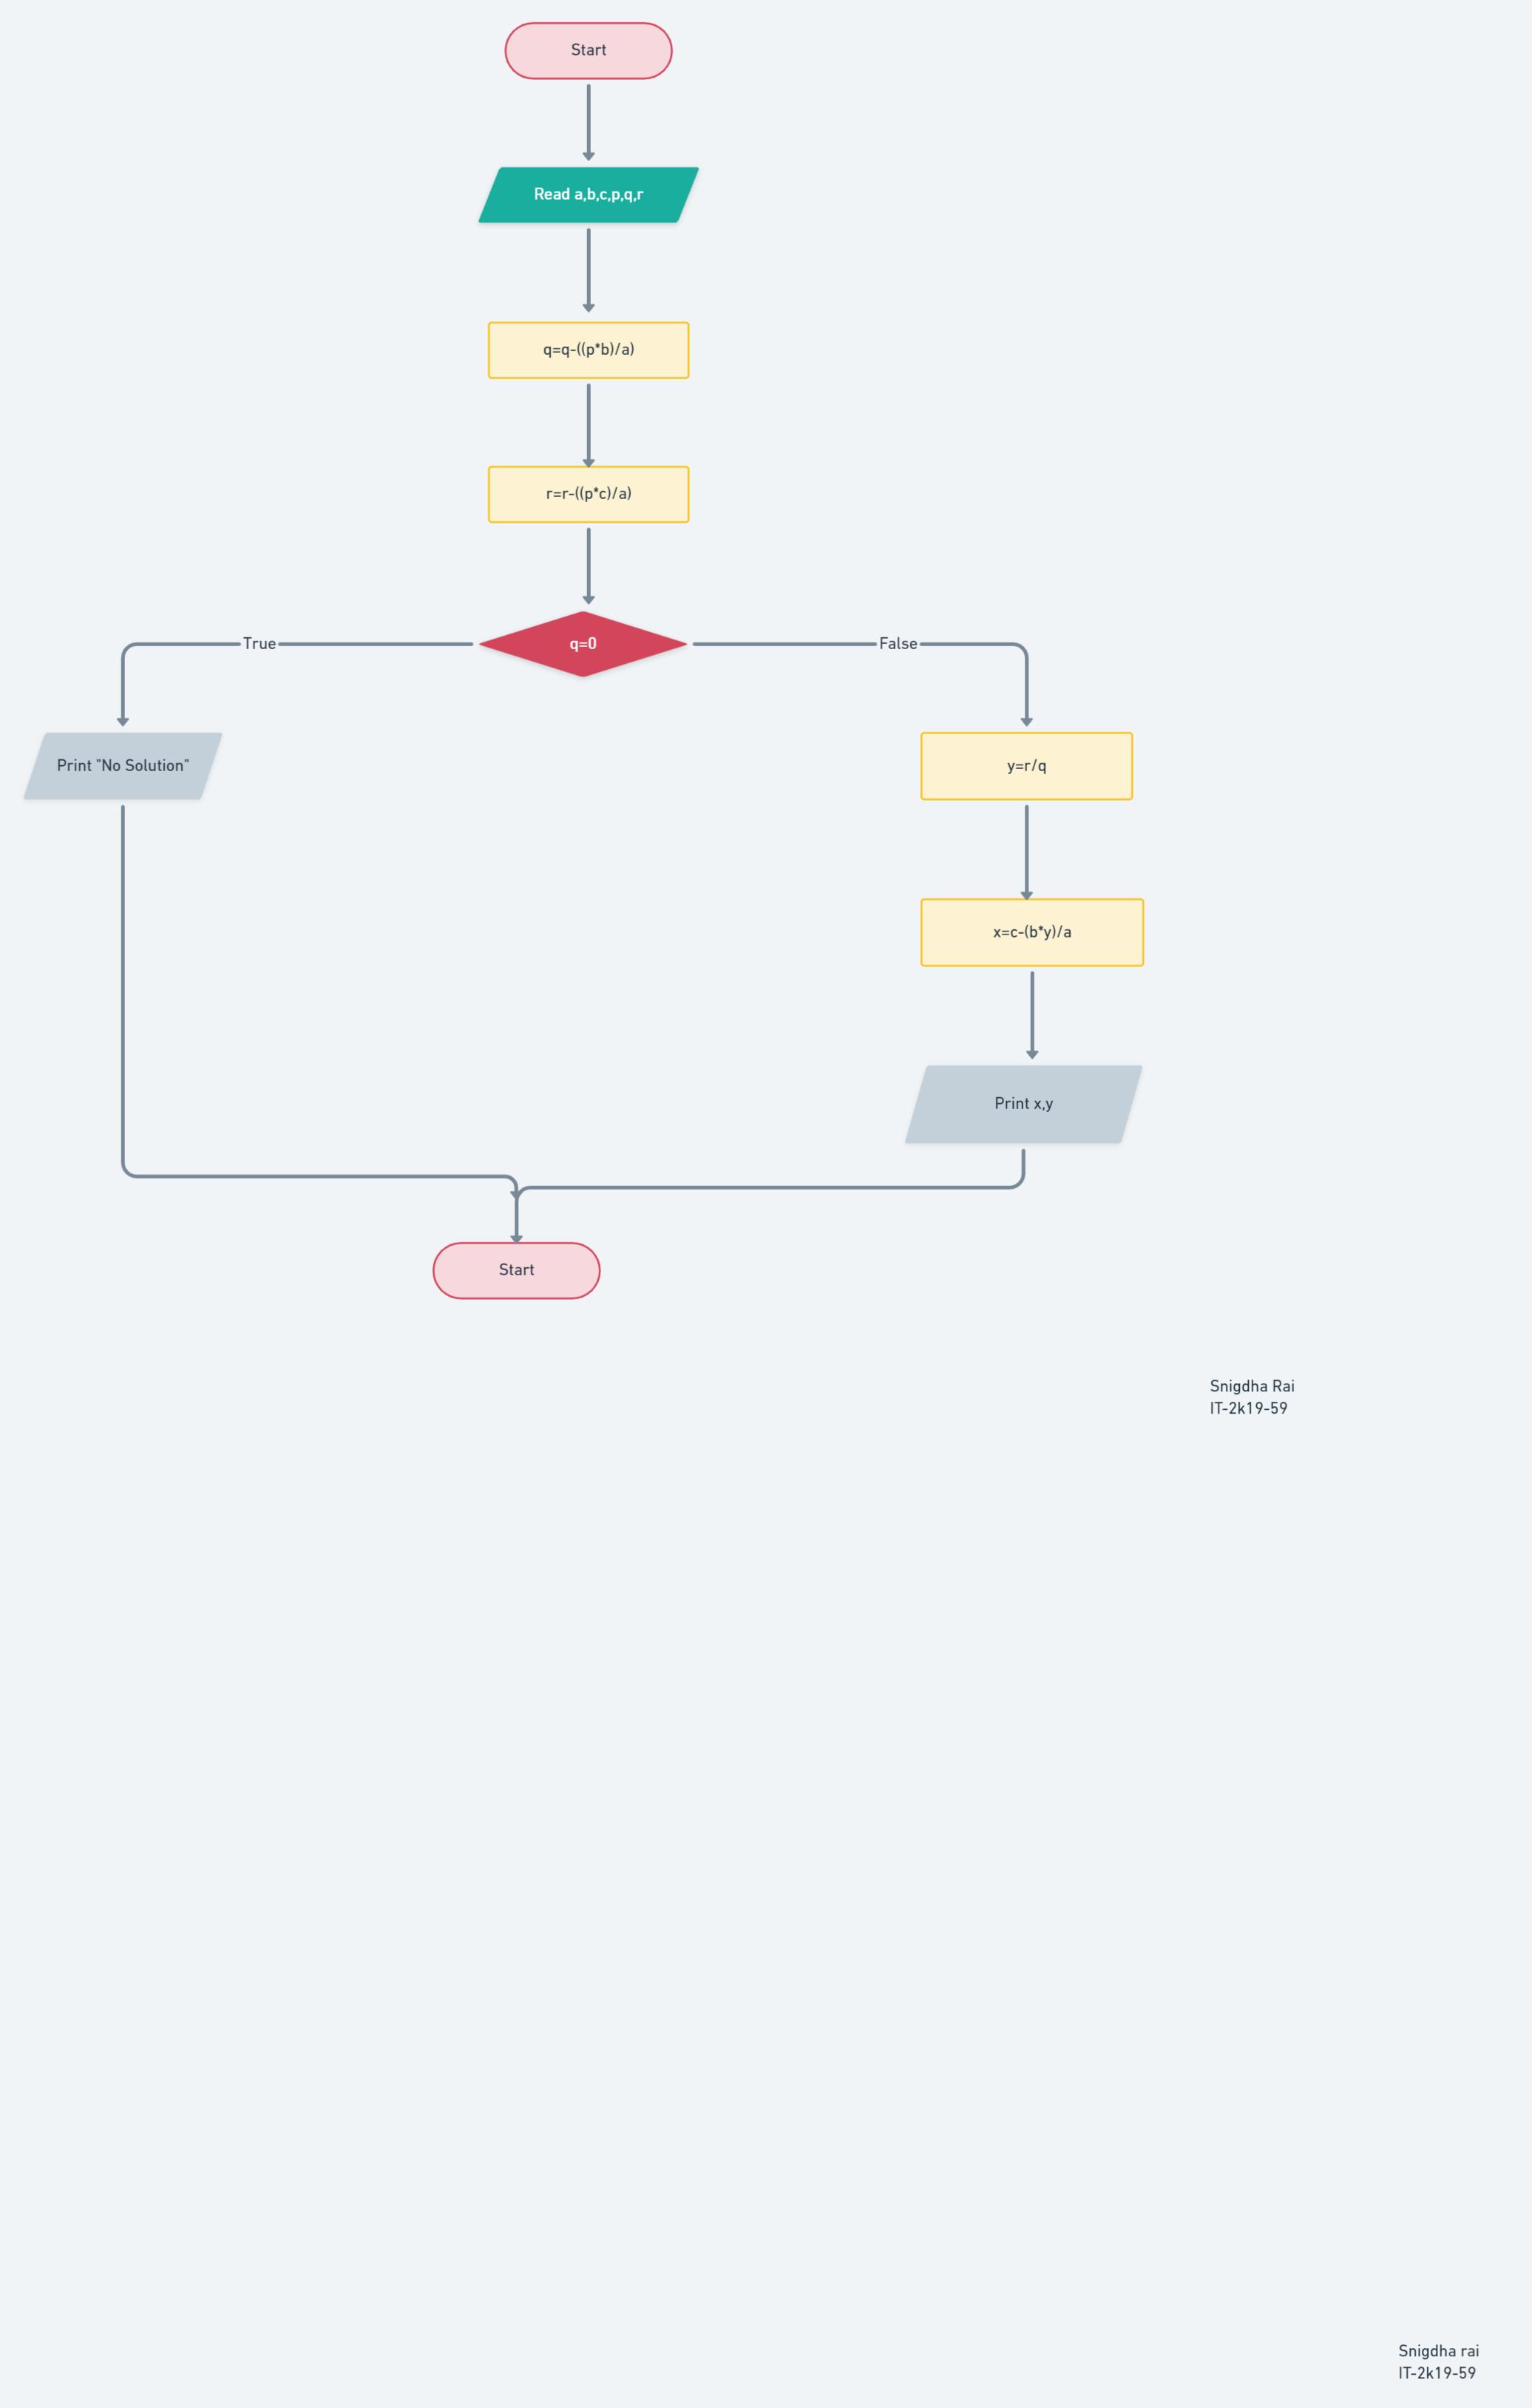 Start
Read a,b,c,p,q,r
q=q-((p*b)/a)
r=r-((p*c)/a)
q=0
True
False
Print "No Solution"
y=r/q
x=c-(b*y)/a
Print x,y
Start
Snigdha Rai
IT-2k19-59
Snigdha rai
IT-2k19-59